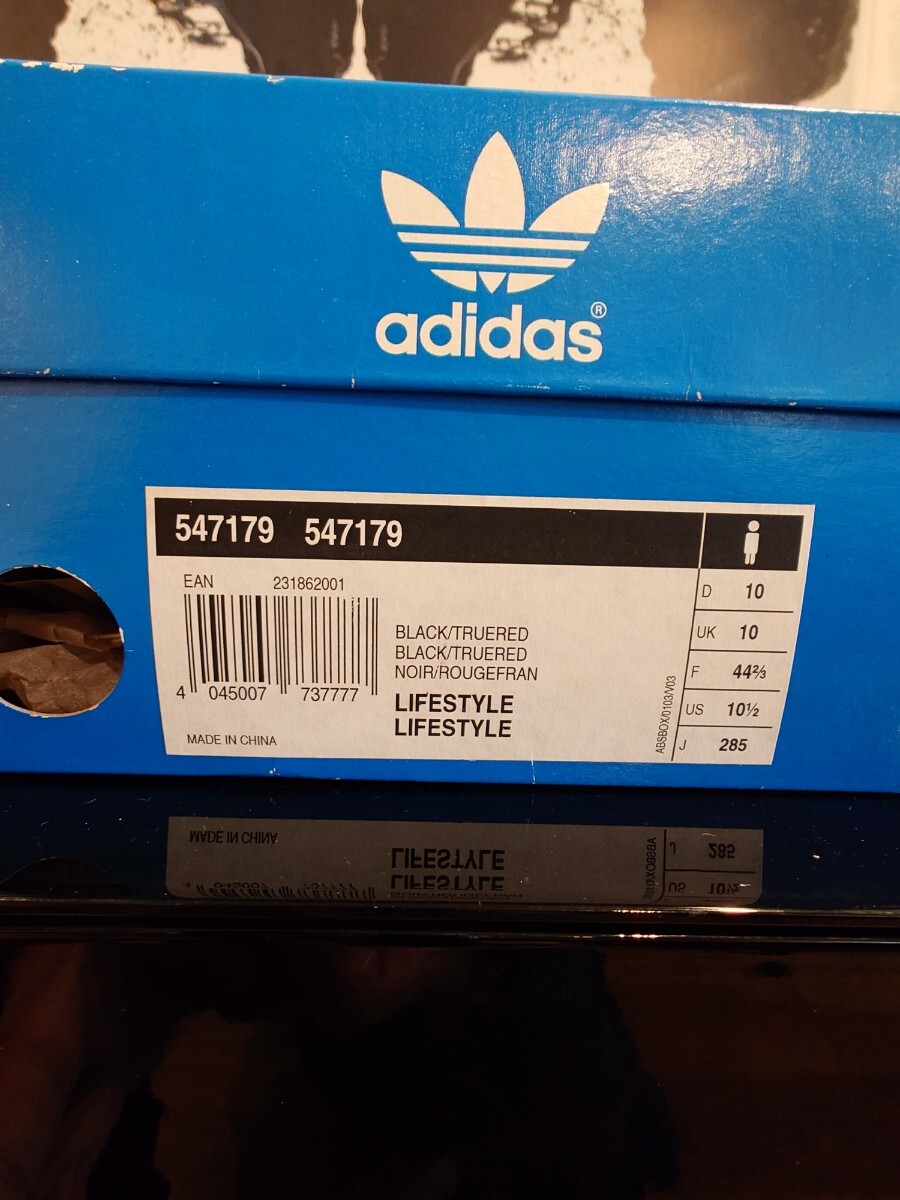 adidas®
547179 547179
EAN 231862001
4 045007 737777
BLACK/TRUERED
BLACK/TRUERED
NOIR/ROUGEFRAN
LIFESTYLE
LIFESTYLE
MADE IN CHINA
ABSBOX/0103/V03
D 10
UK 10
F 44⅔
US 10½
J 285